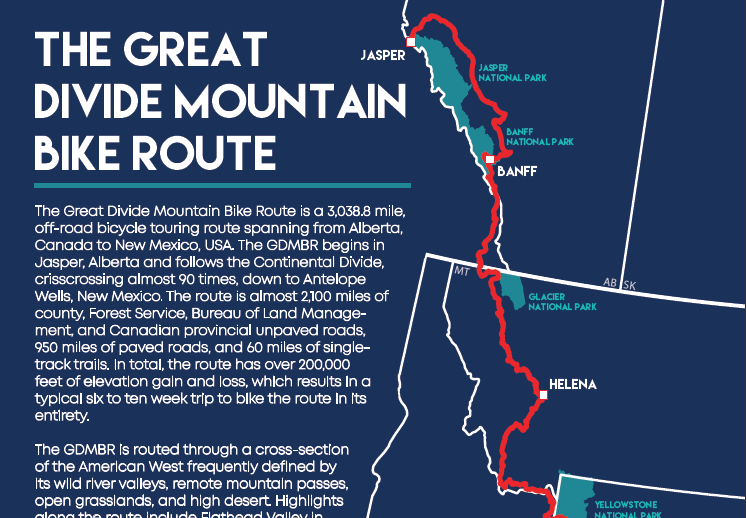 THE GREAT
DIVIDE MOUNTAIN
BIKE ROUTE
The Great Divide Mountain Bike Route is a 3,038.8 mile,
off-road bicycle touring route spanning from Alberta,
Canada to New Mexico, USA. The GDMBR begins in
Jasper, Alberta and follows the Continental Divide,
crisscrossing almost 90 times, down to Antelope
Wells, New Mexico. The route is almost 2,100 miles of
county, Forest Service, Bureau of Land Manage-
ment, and Canadian provincial unpaved roads,
950 miles of paved roads, and 60 miles of single-
track trails. In total, the route has over 200,000
feet of elevation gain and loss, which results in a
typical six to ten week trip to bike the route in its
entirety.
The GDMBR is routed through a cross-section
of the American West frequently defined by
its wild river valleys, remote mountain passes,
open grasslands, and high desert. Highlights
along the route include Flathead Valley in
JASPER
JASPER
NATIONAL PARK
BANFF
NATIONAL PARK
BANFF
MT
AB
SK
GLACIER
NATIONAL PARK
HELENA
YELLOWSTONE
NATIONAL PARK